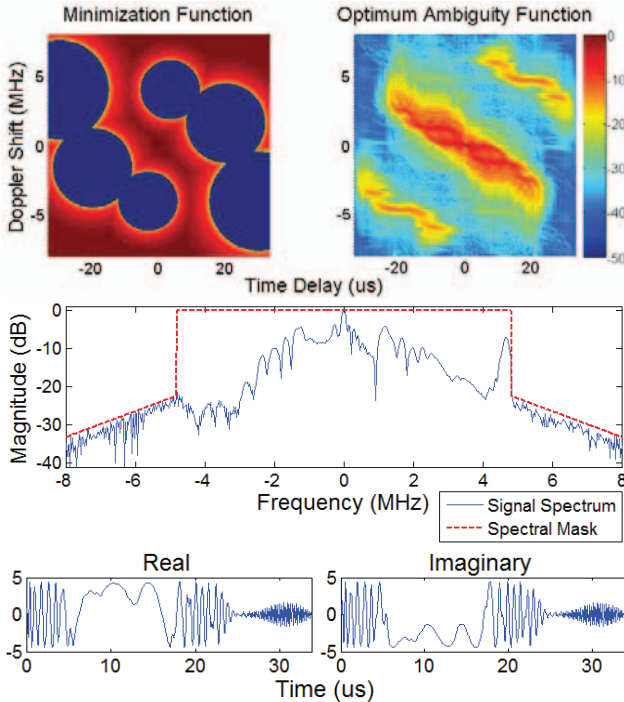 Minimization Function
Optimum Ambiguity Function
Doppler Shift (MHz)
5
0
-5
-20 0 20
5
0
-5
-20 0 20
0
-10
-20
-30
-40
-50
Time Delay (us)
Magnitude (dB)
0
-10
-20
-30
-40
-8 -6 -4 -2 0 2 4 6 8
Frequency (MHz)
Signal Spectrum
Spectral Mask
Real
5
0
-5
0 10 20 30
Imaginary
5
0
-5
0 10 20 30
Time (us)